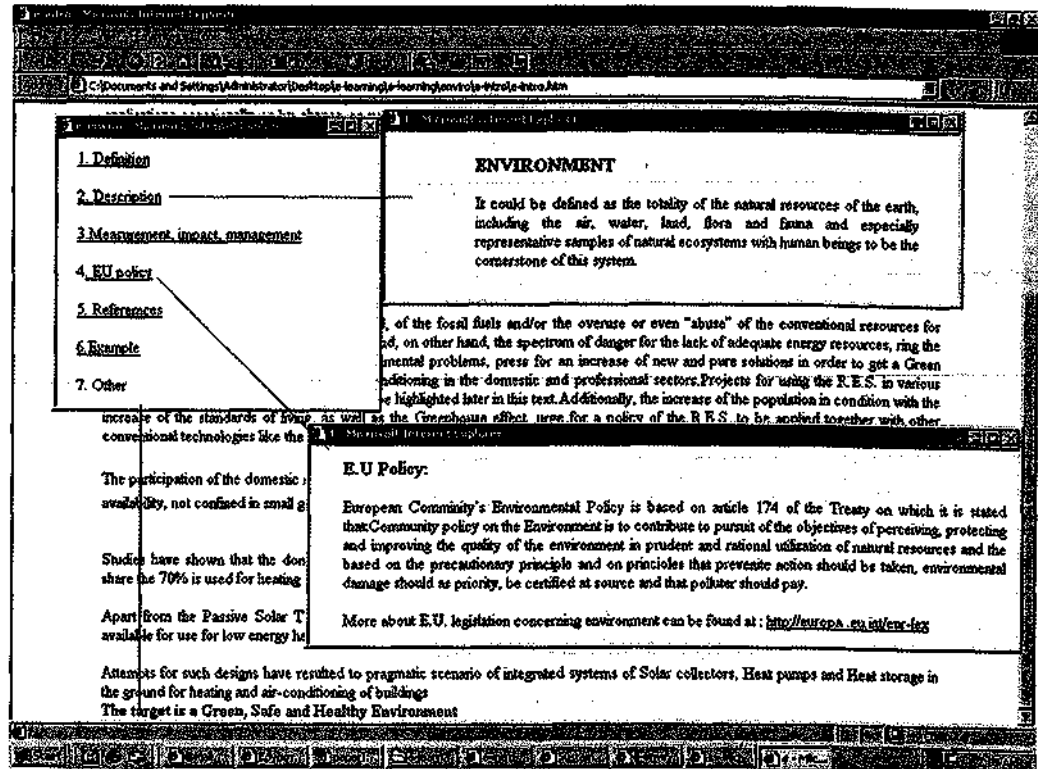 Microsoft Internet Explorer
C:\Documents and Settings\Administrator\Desktop\e-learning\e-learning\enviro\e-intro\e-intro.htm
Microsoft Internet Explorer
1. Definition
2. Description
3.Measurement, impact, management
4. EU policy
5. References
6.Example
7. Other
Microsoft Internet Explorer
ENVIRONMENT
It could be defined as the totality of the natural resources of the earth,
including the air, water, land, flora and fauna and especially
representative samples of natural ecosystems with human beings to be the
cornerstone of this system.
, of the fossil fuels and/or the overuse or even "abuse" of the conventional resources for
d, on other hand, the spectrum of danger for the lack of adequate energy resources, ring the
mental problems, press for an increase of new and pure solutions in order to get a Green
nditioning in the domestic and professional sectors.Projects for using the R.E.S. in various
e highlighted later in this text.Additionally, the increase of the population in condition with the
increase of the standards of living, as well as the Greenhouse effect, urge for a policy of the R.E.S. to be applied together with other
conventional technologies like the
The participation of the domestic
availability, not confined in small g
Studies have shown that the dom
share the 70% is used for heating
Apart from the Passive Solar T
available for use for low energy he
Microsoft Internet Explorer
E.U Policy:
European Comminity's Environmental Policy is based on article 174 of the Treaty on which it is stated
that:Community policy on the Environment is to contribute to pursuit of the objectives of perceiving, protecting
and improving the quality of the environment in prudent and rational utilization of natural resources and the
based on the precautionary principle and on principles that prevente action should be taken, environmental
damage should as priority, be certified at source and that polluter should pay.
More about E.U. legislation concerning environment can be found at : http://europa .eu.int/eur-lex
Attempts for such designs have resulted to pragmatic scenario of integrated systems of Solar collectors, Heat pumps and Heat storage in
the ground for heating and air-conditioning of buildings
The target is a Green, Safe and Healthy Environment